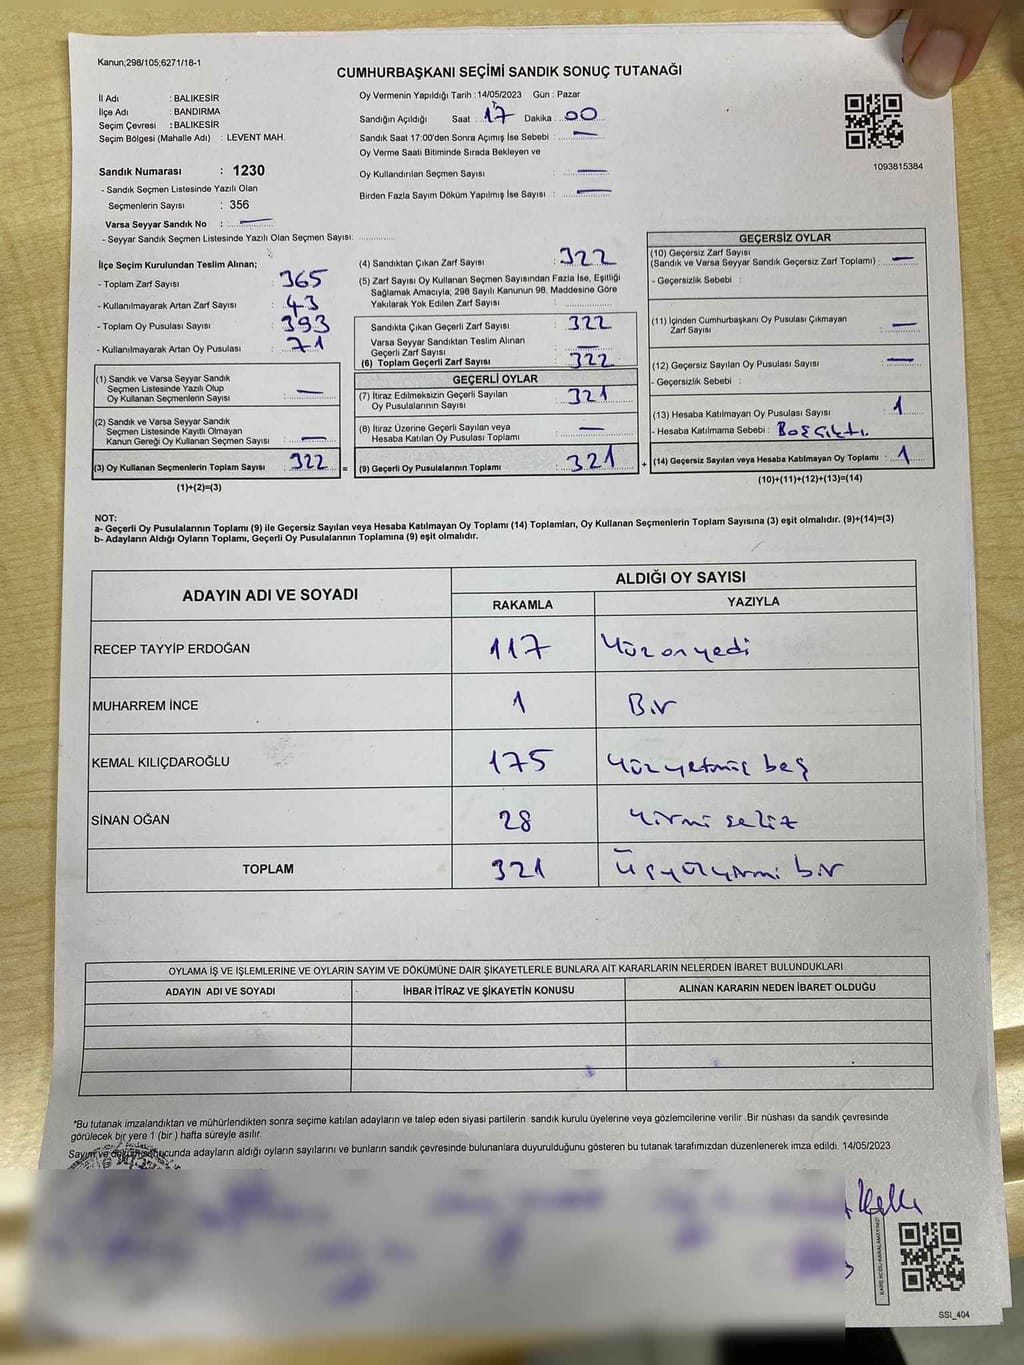 Kanun;298/105;6271/18-1
CUMHURBAŞKANI SEÇİMİ SANDIK SONUÇ TUTANAĞI
İl Adı : BALIKESİR
İlçe Adı : BANDIRMA
Seçim Çevresi : BALIKESİR
Seçim Bölgesi (Mahalle Adı) : LEVENT MAH.
Sandık Numarası : 1230
- Sandık Seçmen Listesinde Yazılı Olan
Seçmenlerin Sayısı : 356
Varsa Seyyar Sandık No : —
- Seyyar Sandık Seçmen Listesinde Yazılı Olan Seçmen Sayısı:
Oy Vermenin Yapıldığı Tarih : 14/05/2023 Gün : Pazar
Sandığın Açıldığı Saat : 17 Dakika : 00
Sandık Saat 17:00'den Sonra Açımış İse Sebebi : —
Oy Verme Saati Bitiminde Sırada Bekleyen ve
Oy Kullandırılan Seçmen Sayısı : —
Birden Fazla Sayım Döküm Yapılmış İse Sayısı : —
1093815384
İlçe Seçim Kurulundan Teslim Alınan;
- Toplam Zarf Sayısı : 365
- Kullanılmayarak Artan Zarf Sayısı : 43
- Toplam Oy Pusulası Sayısı : 393
- Kullanılmayarak Artan Oy Pusulası : 71
(1) Sandık ve Varsa Seyyar Sandık
Seçmen Listesinde Yazılı Olup
Oy Kullanan Seçmenlerin Sayısı : —
(2) Sandık ve Varsa Seyyar Sandık
Seçmen Listesinde Kayıtlı Olmayan
Kanun Gereği Oy Kullanan Seçmen Sayısı : —
(3) Oy Kullanan Seçmenlerin Toplam Sayısı : 322 =
(1)+(2)=(3)
(4) Sandıktan Çıkan Zarf Sayısı : 322
(5) Zarf Sayısı Oy Kullanan Seçmen Sayısından Fazla İse, Eşitliği
Sağlamak Amacıyla; 298 Sayılı Kanunun 98. Maddesine Göre
Yakılarak Yok Edilen Zarf Sayısı :
Sandıkta Çıkan Geçerli Zarf Sayısı : 322
Varsa Seyyar Sandıktan Teslim Alınan
Geçerli Zarf Sayısı : —
(6) Toplam Geçerli Zarf Sayısı : 322
GEÇERLİ OYLAR
(7) İtiraz Edilmeksizin Geçerli Sayılan
Oy Pusulalarının Sayısı : 321
(8) İtiraz Üzerine Geçerli Sayılan veya
Hesaba Katılan Oy Pusulası Toplamı : —
(9) Geçerli Oy Pusulalarının Toplamı : 321 +
GEÇERSİZ OYLAR
(10) Geçersiz Zarf Sayısı
(Sandık ve Varsa Seyyar Sandık Geçersiz Zarf Toplamı) : —
- Geçersizlik Sebebi :
(11) İçinden Cumhurbaşkanı Oy Pusulası Çıkmayan
Zarf Sayısı : —
(12) Geçersiz Sayılan Oy Pusulası Sayısı : —
- Geçersizlik Sebebi :
(13) Hesaba Katılmayan Oy Pusulası Sayısı : 1
- Hesaba Katılmama Sebebi : Boş çıktı.
(14) Geçersiz Sayılan veya Hesaba Katılmayan Oy Toplamı : 1
(10)+(11)+(12)+(13)=(14)
NOT:
a- Geçerli Oy Pusulalarının Toplamı (9) ile Geçersiz Sayılan veya Hesaba Katılmayan Oy Toplamı (14) Toplamları, Oy Kullanan Seçmenlerin Toplam Sayısına (3) eşit olmalıdır. (9)+(14)=(3)
b- Adayların Aldığı Oyların Toplamı, Geçerli Oy Pusulalarının Toplamına (9) eşit olmalıdır.
ADAYIN ADI VE SOYADI ALDIĞI OY SAYISI
RAKAMLA YAZIYLA
RECEP TAYYİP ERDOĞAN 117 Yüz on yedi
MUHARREM İNCE 1 Bir
KEMAL KILIÇDAROĞLU 175 Yüz yetmiş beş
SİNAN OĞAN 28 Yirmi sekiz
TOPLAM 321 Üçyüzyirmi bir
OYLAMA İŞ VE İŞLEMLERİNE VE OYLARIN SAYIM VE DÖKÜMÜNE DAİR ŞİKAYETLERLE BUNLARA AİT KARARLARIN NELERDEN İBARET BULUNDUKLARI
ADAYIN ADI VE SOYADI İHBAR İTİRAZ VE ŞİKAYETİN KONUSU ALINAN KARARIN NEDEN İBARET OLDUĞU
*Bu tutanak imzalandıktan ve mühürlendikten sonra seçime katılan adayların ve talep eden siyasi partilerin sandık kurulu üyelerine veya gözlemcilerine verilir .Bir nüshası da sandık çevresinde
görülecek bir yere 1 (bir ) hafta süreyle asılır.
Sayım ve döküm sonucunda adayların aldığı oyların sayılarını ve bunların sandık çevresinde bulunanlara duyurulduğunu gösteren bu tutanak tarafımızdan düzenlenerek imza edildi. 14/05/2023
KARE KODU KARALAMAYINIZ!
SSI_404